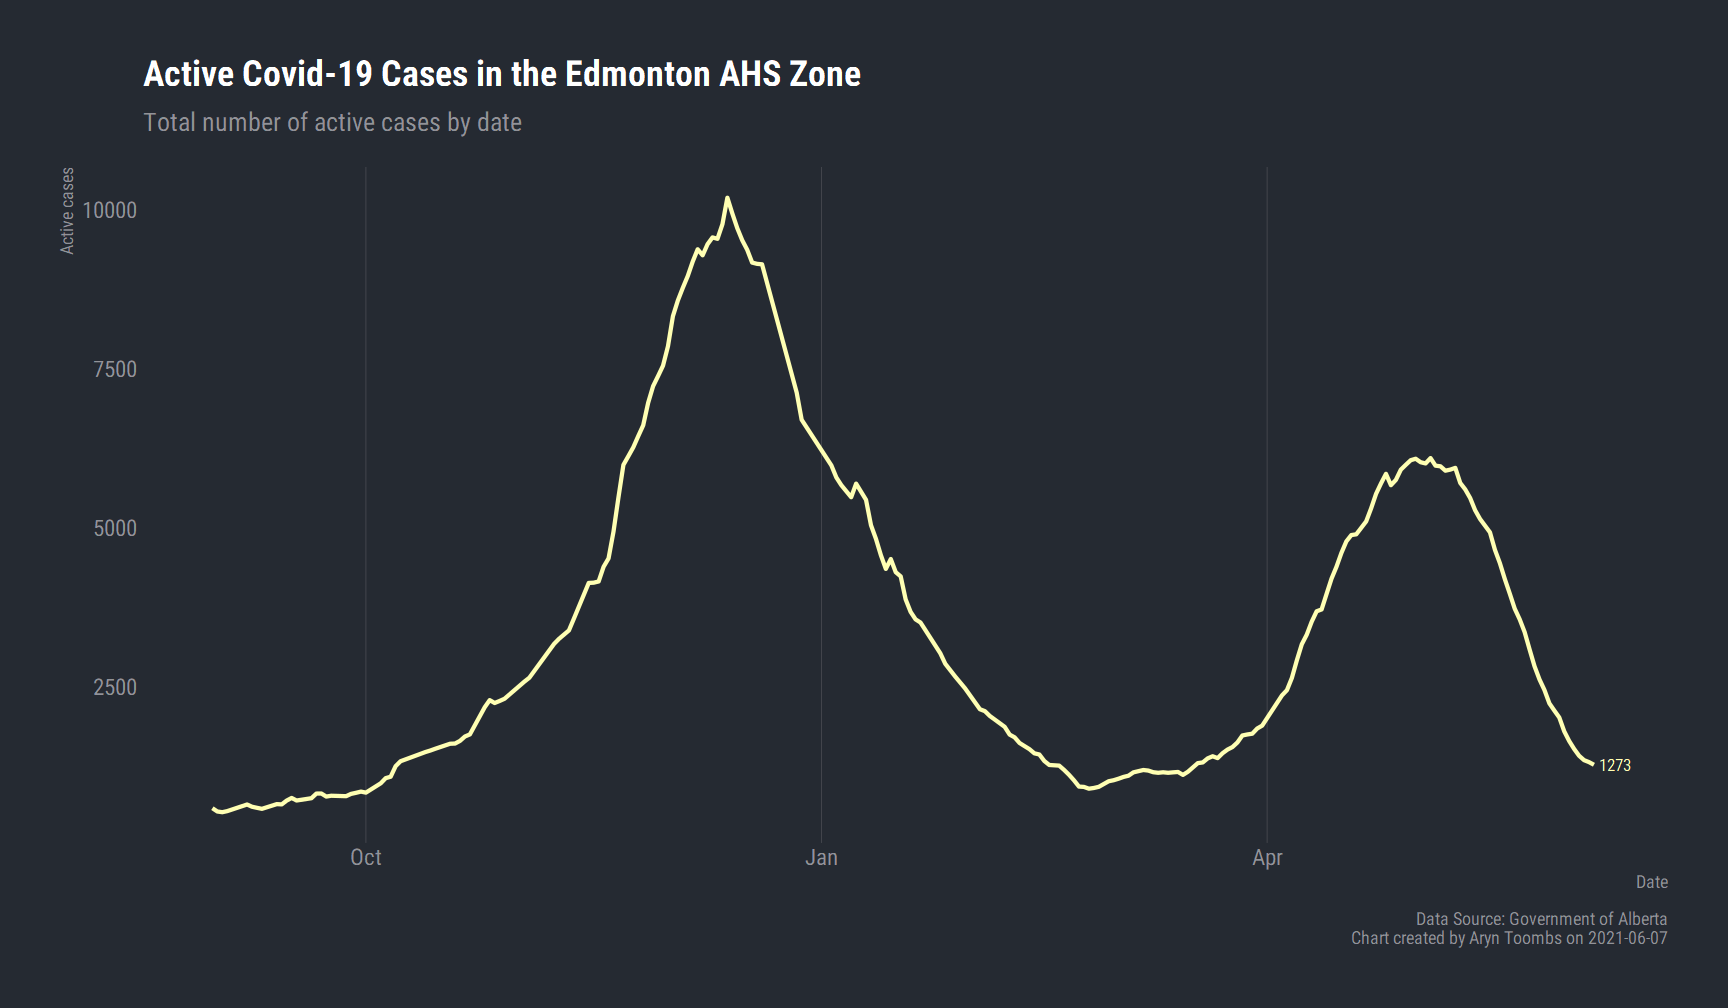 Active Covid-19 Cases in the Edmonton AHS Zone
Total number of active cases by date
Active cases
10000
7500
5000
2500
1273
Oct
Jan
Apr
Date
Data Source: Government of Alberta
Chart created by Aryn Toombs on 2021-06-07